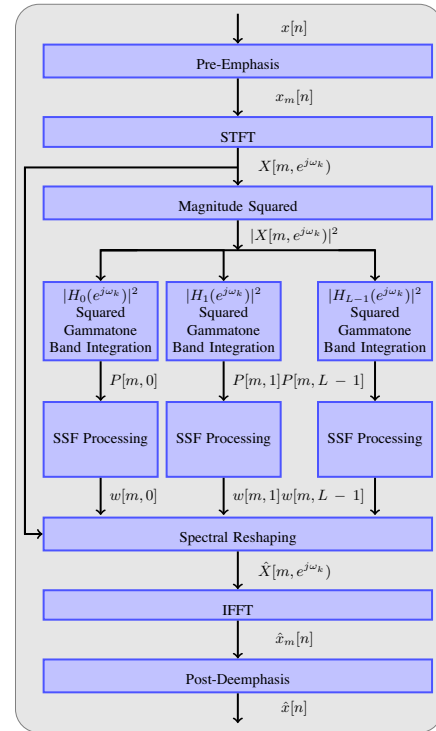 x[n]
Pre-Emphasis
x_m[n]
STFT
X[m, e^{jω_k})
Magnitude Squared
|X[m, e^{jω_k})|^2
|H_0(e^{jω_k})|^2
Squared
Gammatone
Band Integration
|H_1(e^{jω_k})|^2
Squared
Gammatone
Band Integration
|H_{L-1}(e^{jω_k})|^2
Squared
Gammatone
Band Integration
P[m, 0]
P[m, 1]
P[m, L − 1]
SSF Processing
SSF Processing
SSF Processing
w[m, 0]
w[m, 1]
w[m, L − 1]
Spectral Reshaping
X̂[m, e^{jω_k})
IFFT
x̂_m[n]
Post-Deemphasis
x̂[n]